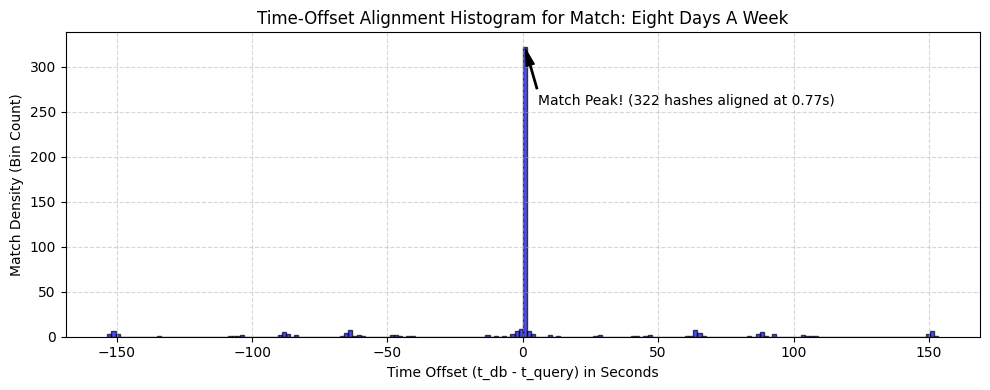 Time-Offset Alignment Histogram for Match: Eight Days A Week
Match Density (Bin Count)
300
250
200
150
100
50
0
Match Peak! (322 hashes aligned at 0.77s)
−150 −100 −50 0 50 100 150
Time Offset (t_db - t_query) in Seconds